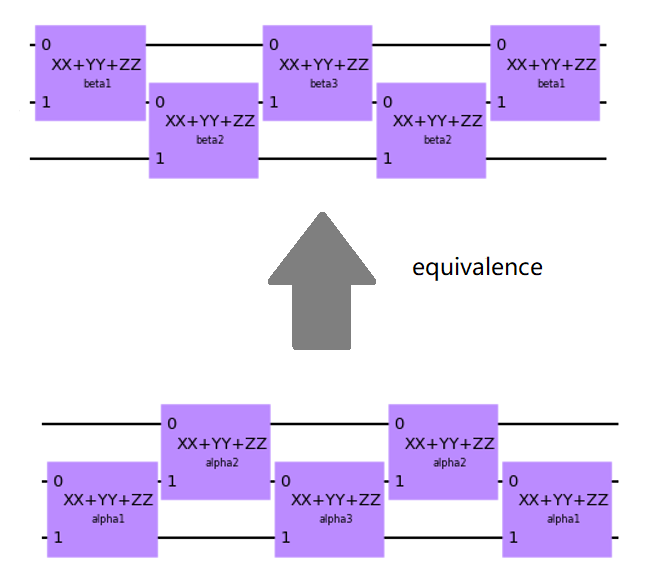 0 0 0
XX+YY+ZZ XX+YY+ZZ XX+YY+ZZ
beta1 beta3 beta1
1 0 1 0 1
XX+YY+ZZ XX+YY+ZZ
beta2 beta2
1 1
equivalence
0 0
XX+YY+ZZ XX+YY+ZZ
alpha2 alpha2
0 1 0 1 0
XX+YY+ZZ XX+YY+ZZ XX+YY+ZZ
alpha1 alpha3 alpha1
1 1 1